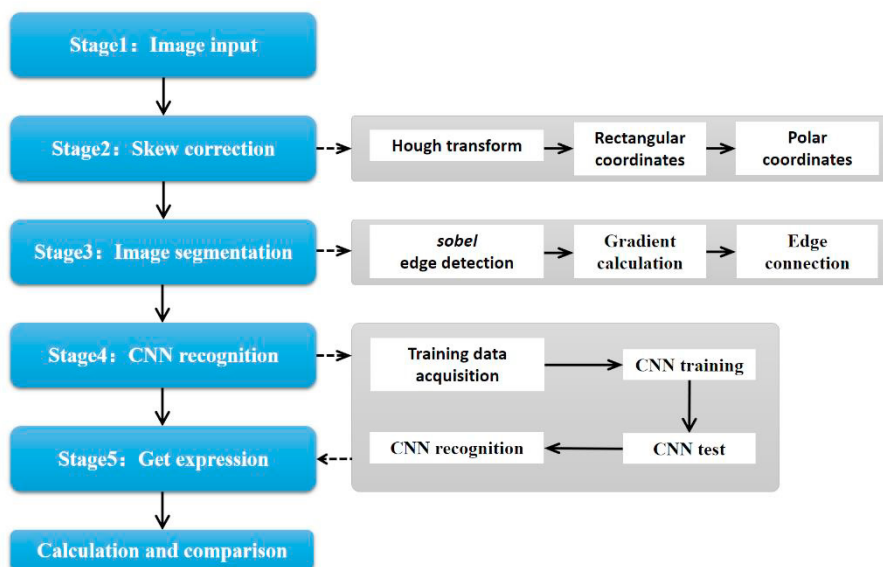 Stage1：Image input
Stage2：Skew correction
Hough transform
Rectangular
coordinates
Polar
coordinates
Stage3：Image segmentation
sobel
edge detection
Gradient
calculation
Edge
connection
Stage4：CNN recognition
Training data
acquisition
CNN training
Stage5：Get expression
CNN recognition
CNN test
Calculation and comparison